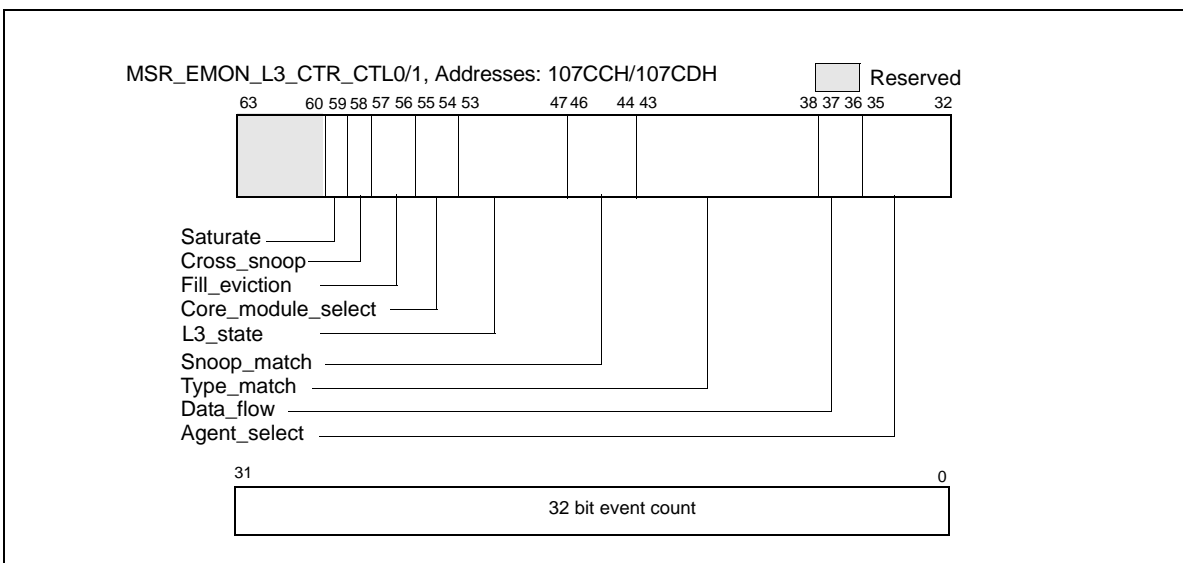 MSR_EMON_L3_CTR_CTL0/1, Addresses: 107CCH/107CDH
Reserved
63 60 59 58 57 56 55 54 53 47 46 44 43 38 37 36 35 32
Saturate
Cross_snoop
Fill_eviction
Core_module_select
L3_state
Snoop_match
Type_match
Data_flow
Agent_select
31 0
32 bit event count